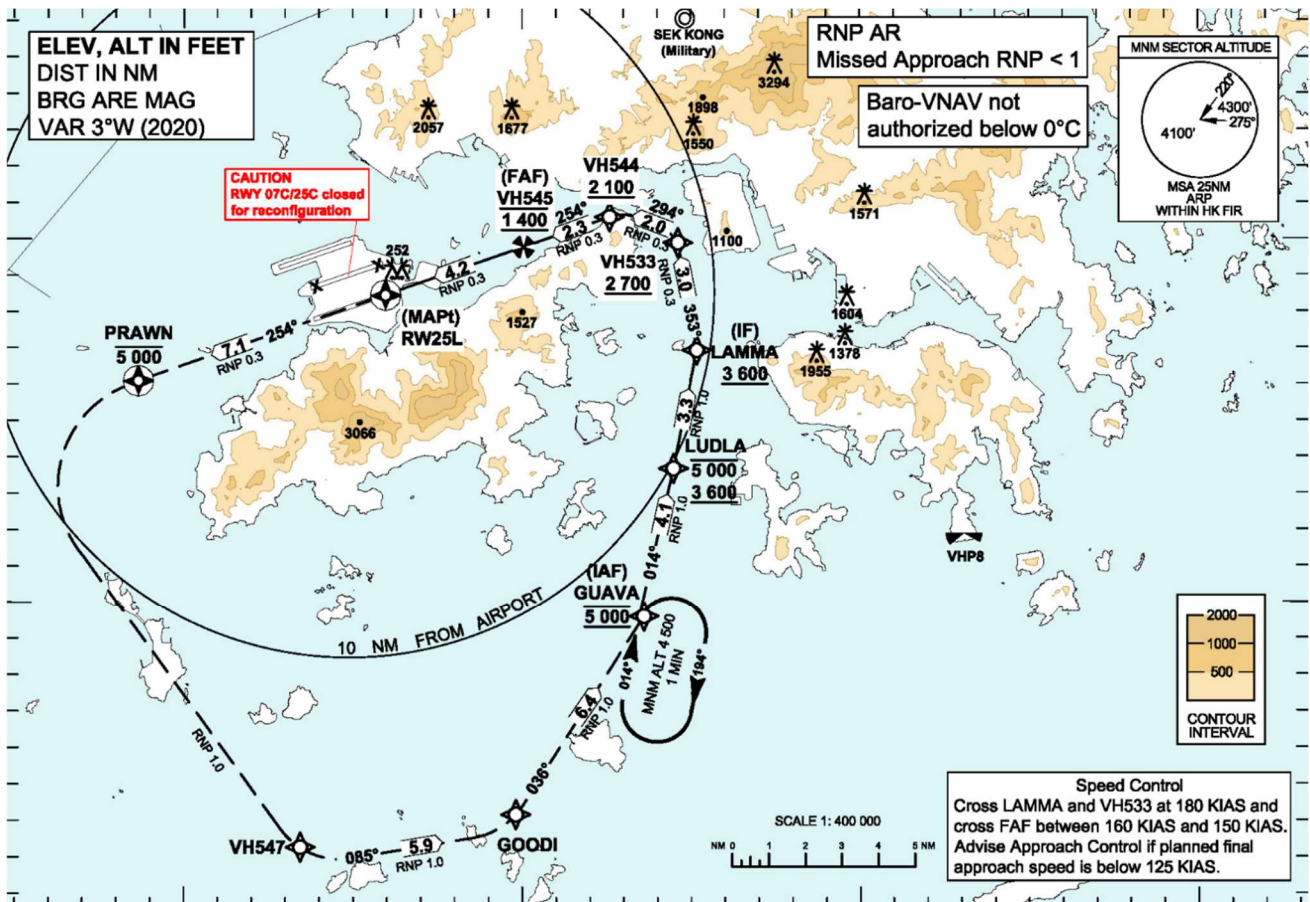 ELEV, ALT IN FEET
DIST IN NM
BRG ARE MAG
VAR 3°W (2020)
SEK KONG
(Military)
RNP AR
Missed Approach RNP < 1
Baro-VNAV not
authorized below 0°C
MNM SECTOR ALTITUDE
220°
4300'
275°
4100'
MSA 25NM
ARP
WITHIN HK FIR
3294
1898
1550
2057
1677
1571
1100
CAUTION
RWY 07C/25C closed
for reconfiguration
(FAF)
VH545
1 400
VH544
2 100
254°
2.3
RNP 0.3
294°
2.0
RNP 0.3
VH533
2 700
3.0
RNP 0.3
353°
252
4.2
RNP 0.3
(MAPt)
RW25L
1527
(IF)
LAMMA
3 600
1604
1378
1955
PRAWN
5 000
254°
7.1
RNP 0.3
3066
3.3
RNP 1.0
LUDLA
5 000
3 600
4.1
RNP 1.0
014°
VHP8
(IAF)
GUAVA
5 000
10 NM FROM AIRPORT
014°
MNM ALT 4 500
1 MIN
194°
6.4
RNP 1.0
036°
RNP 1.0
VH547
085°
5.9
RNP 1.0
GOODI
2000
1000
500
CONTOUR
INTERVAL
SCALE 1: 400 000
NM 0 1 2 3 4 5 NM
Speed Control
Cross LAMMA and VH533 at 180 KIAS and
cross FAF between 160 KIAS and 150 KIAS.
Advise Approach Control if planned final
approach speed is below 125 KIAS.